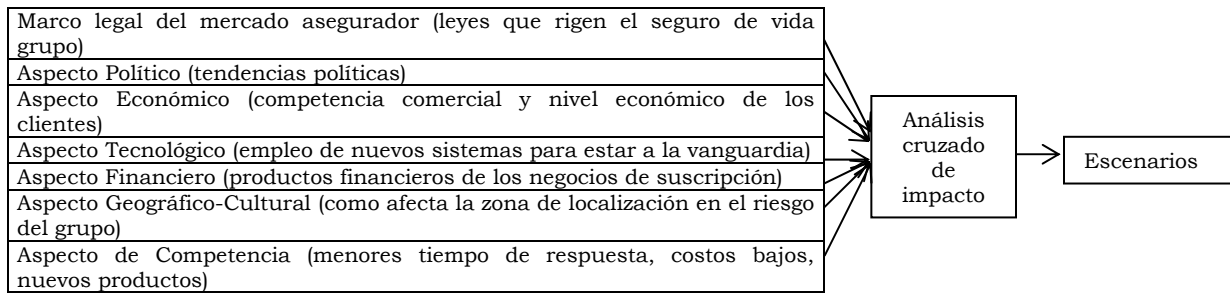 Marco legal del mercado asegurador (leyes que rigen el seguro de vida
grupo)
Aspecto Político (tendencias políticas)
Aspecto Económico (competencia comercial y nivel económico de los
clientes)
Aspecto Tecnológico (empleo de nuevos sistemas para estar a la vanguardia)
Aspecto Financiero (productos financieros de los negocios de suscripción)
Aspecto Geográfico-Cultural (como afecta la zona de localización en el riesgo
del grupo)
Aspecto de Competencia (menores tiempo de respuesta, costos bajos,
nuevos productos)
Análisis
cruzado
de
impacto
Escenarios